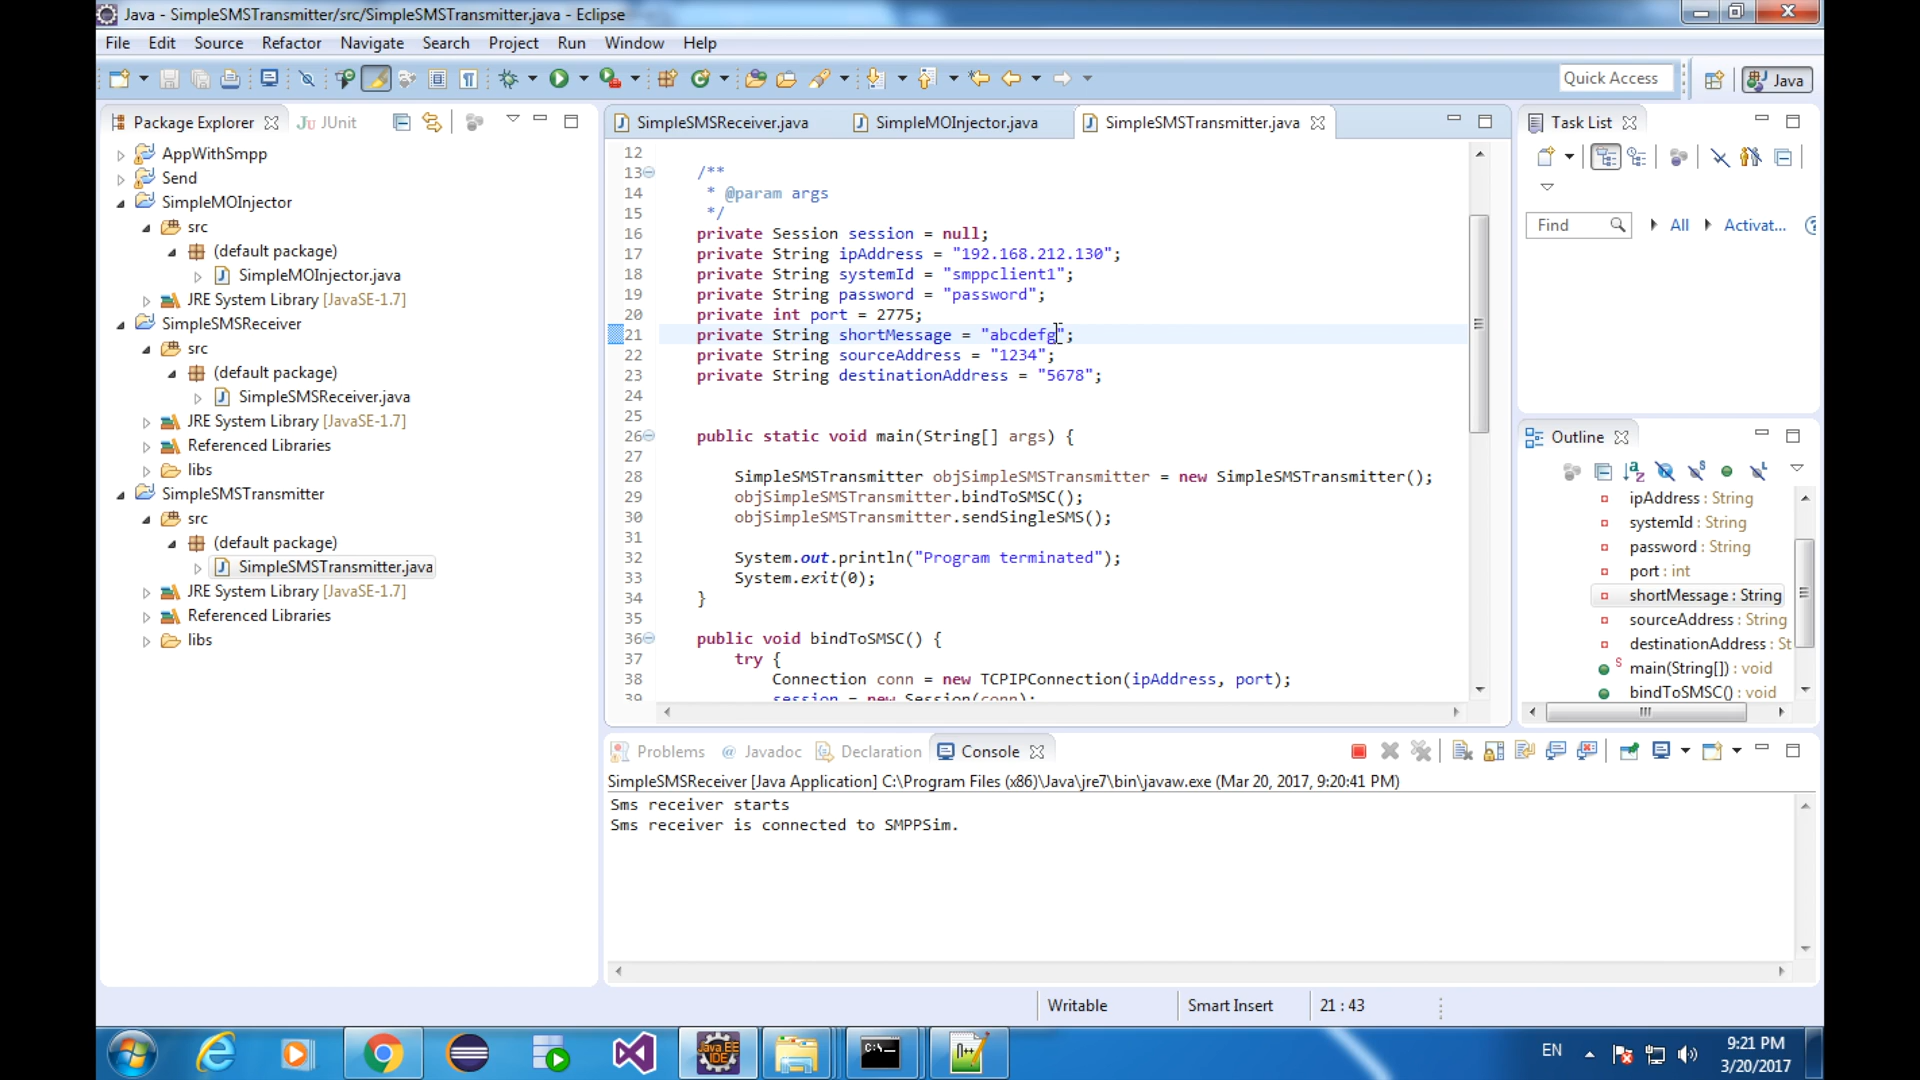 Java - SimpleSMSTransmitter/src/SimpleSMSTransmitter.java - Eclipse
File Edit Source Refactor Navigate Search Project Run Window Help
Quick Access
Java
Package Explorer
JUnit
AppWithSmpp
Send
SimpleMOInjector
src
(default package)
SimpleMOInjector.java
JRE System Library [JavaSE-1.7]
SimpleSMSReceiver
src
(default package)
SimpleSMSReceiver.java
JRE System Library [JavaSE-1.7]
Referenced Libraries
libs
SimpleSMSTransmitter
src
(default package)
SimpleSMSTransmitter.java
JRE System Library [JavaSE-1.7]
Referenced Libraries
libs
SimpleSMSReceiver.java SimpleMOInjector.java SimpleSMSTransmitter.java
12
13 /**
14 * @param args
15 */
16 private Session session = null;
17 private String ipAddress = "192.168.212.130";
18 private String systemId = "smppclient1";
19 private String password = "password";
20 private int port = 2775;
21 private String shortMessage = "abcdefg";
22 private String sourceAddress = "1234";
23 private String destinationAddress = "5678";
24
25
26 public static void main(String[] args) {
27
28 SimpleSMSTransmitter objSimpleSMSTransmitter = new SimpleSMSTransmitter();
29 objSimpleSMSTransmitter.bindToSMSC();
30 objSimpleSMSTransmitter.sendSingleSMS();
31
32 System.out.println("Program terminated");
33 System.exit(0);
34 }
35
36 public void bindToSMSC() {
37 try {
38 Connection conn = new TCPIPConnection(ipAddress, port);
39 session = new Session(conn);
Task List
Find All Activat...
Outline
ipAddress : String
systemId : String
password : String
port : int
shortMessage : String
sourceAddress : String
destinationAddress : St
main(String[]) : void
bindToSMSC() : void
Problems @ Javadoc Declaration Console
SimpleSMSReceiver [Java Application] C:\Program Files (x86)\Java\jre7\bin\javaw.exe (Mar 20, 2017, 9:20:41 PM)
Sms receiver starts
Sms receiver is connected to SMPPSim.
Writable Smart Insert 21 : 43
Java EE
IDE
C:\.
EN
9:21 PM
3/20/2017